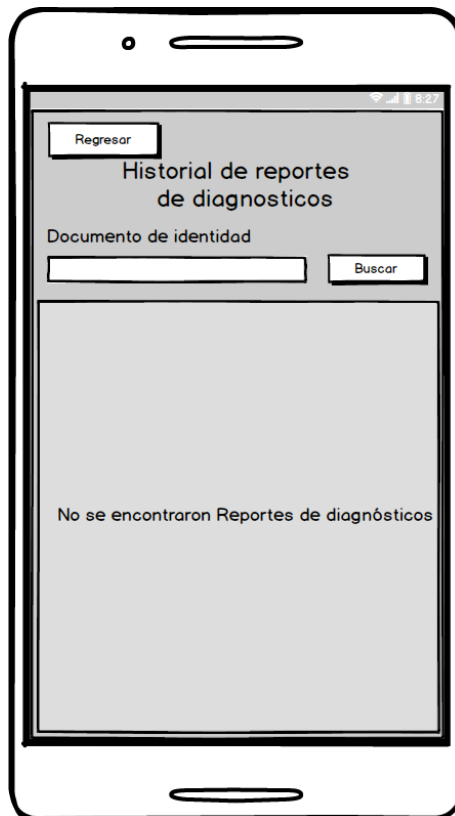 8:27
Regresar
Historial de reportes
de diagnosticos
Documento de identidad
Buscar
No se encontraron Reportes de diagnósticos